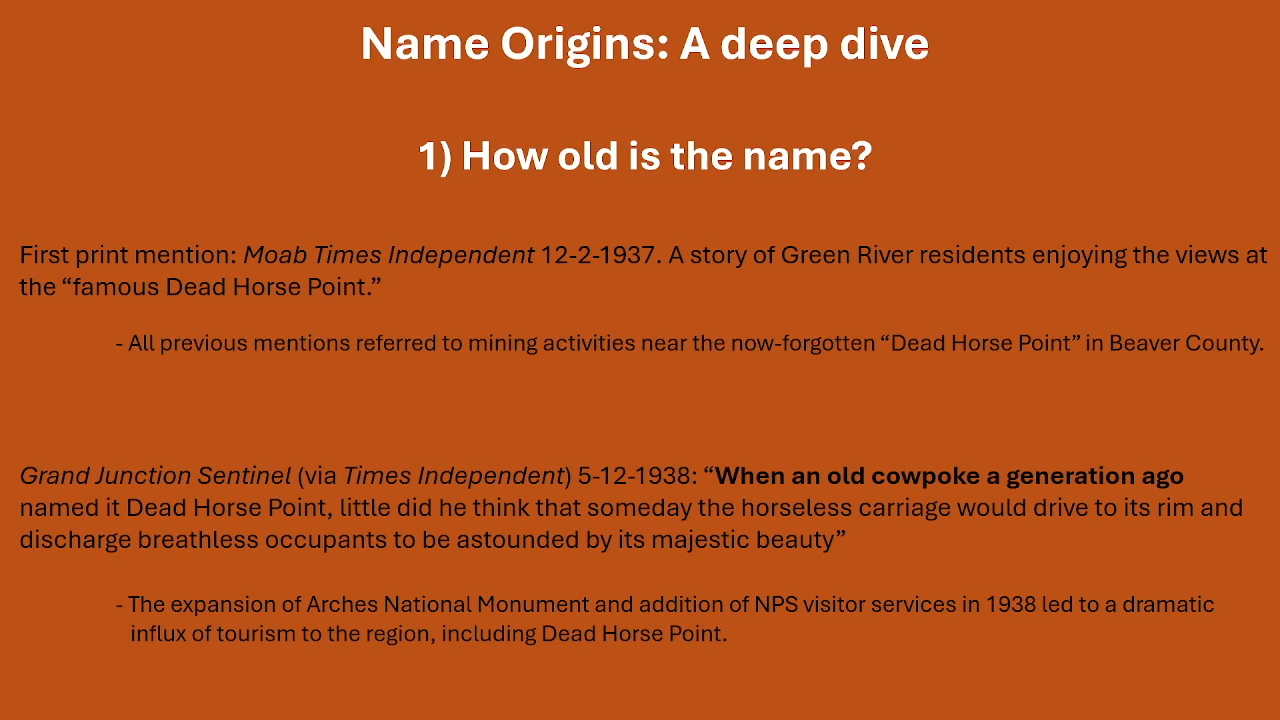 Name Origins: A deep dive
1) How old is the name?
First print mention: Moab Times Independent 12-2-1937. A story of Green River residents enjoying the views at
the “famous Dead Horse Point.”
- All previous mentions referred to mining activities near the now-forgotten “Dead Horse Point” in Beaver County.
Grand Junction Sentinel (via Times Independent) 5-12-1938: “When an old cowpoke a generation ago
named it Dead Horse Point, little did he think that someday the horseless carriage would drive to its rim and
discharge breathless occupants to be astounded by its majestic beauty”
- The expansion of Arches National Monument and addition of NPS visitor services in 1938 led to a dramatic
influx of tourism to the region, including Dead Horse Point.